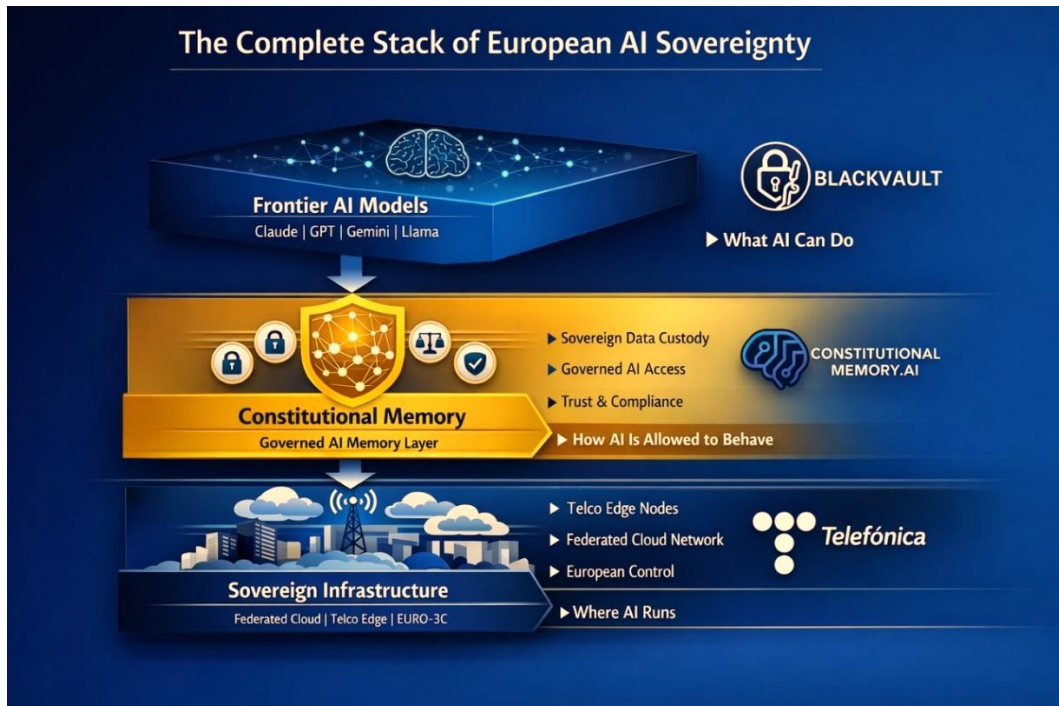 The Complete Stack of European AI Sovereignty
Frontier AI Models
Claude | GPT | Gemini | Llama
BLACKVAULT
What AI Can Do
Sovereign Data Custody
Governed AI Access
Trust & Compliance
CONSTITUTIONAL
MEMORY.AI
Constitutional Memory
Governed AI Memory Layer
How AI Is Allowed to Behave
Telco Edge Nodes
Federated Cloud Network
European Control
Telefónica
Sovereign Infrastructure
Federated Cloud | Telco Edge | EURO-3C
Where AI Runs